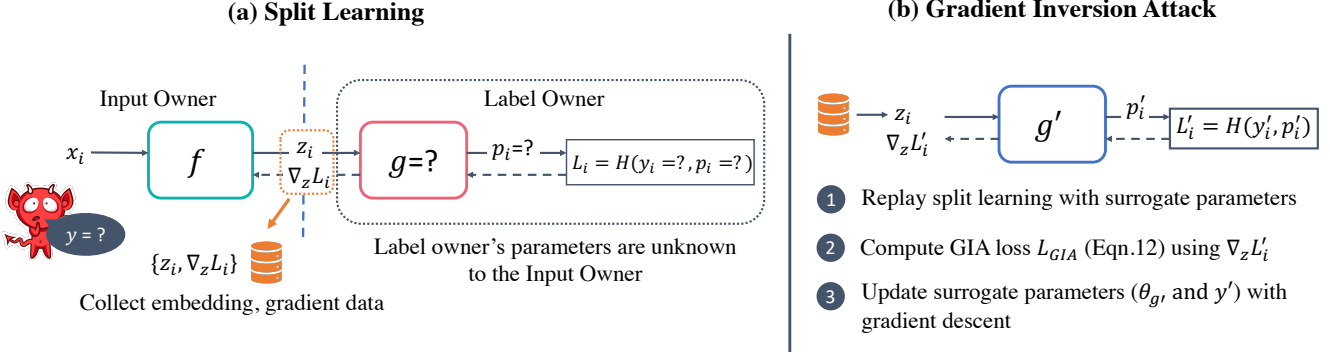 (a) Split Learning
Input Owner
Label Owner
x_i
f
z_i
∇_z L_i
g=?
p_i=?
L_i = H(y_i =?, p_i =?)
y = ?
{z_i, ∇_z L_i}
Collect embedding, gradient data
Label owner's parameters are unknown
to the Input Owner
(b) Gradient Inversion Attack
z_i
∇_z L'_i
g'
p'_i
L'_i = H(y'_i, p'_i)
1 Replay split learning with surrogate parameters
2 Compute GIA loss L_GIA (Eqn.12) using ∇_z L'_i
3 Update surrogate parameters (θ_g' and y') with
gradient descent